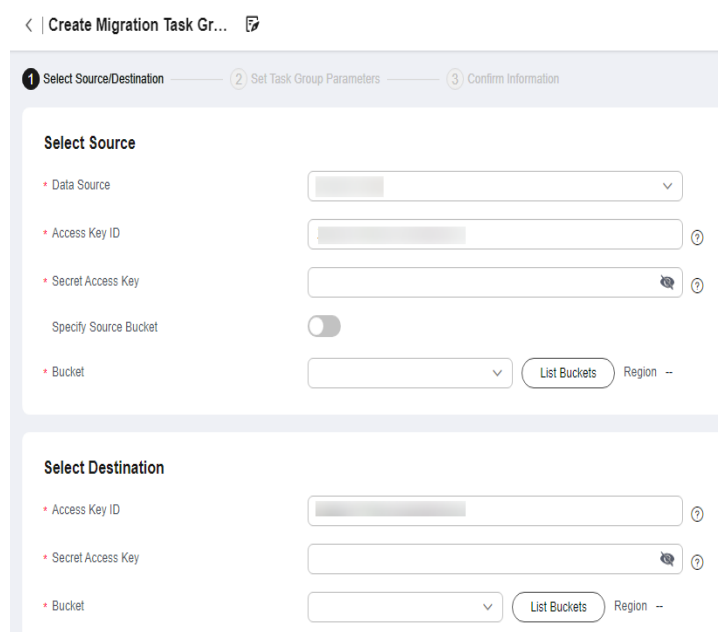 Create Migration Task Gr...
1 Select Source/Destination 2 Set Task Group Parameters 3 Confirm Information
Select Source
* Data Source
* Access Key ID
* Secret Access Key
Specify Source Bucket
* Bucket List Buckets Region --
Select Destination
* Access Key ID
* Secret Access Key
* Bucket List Buckets Region --